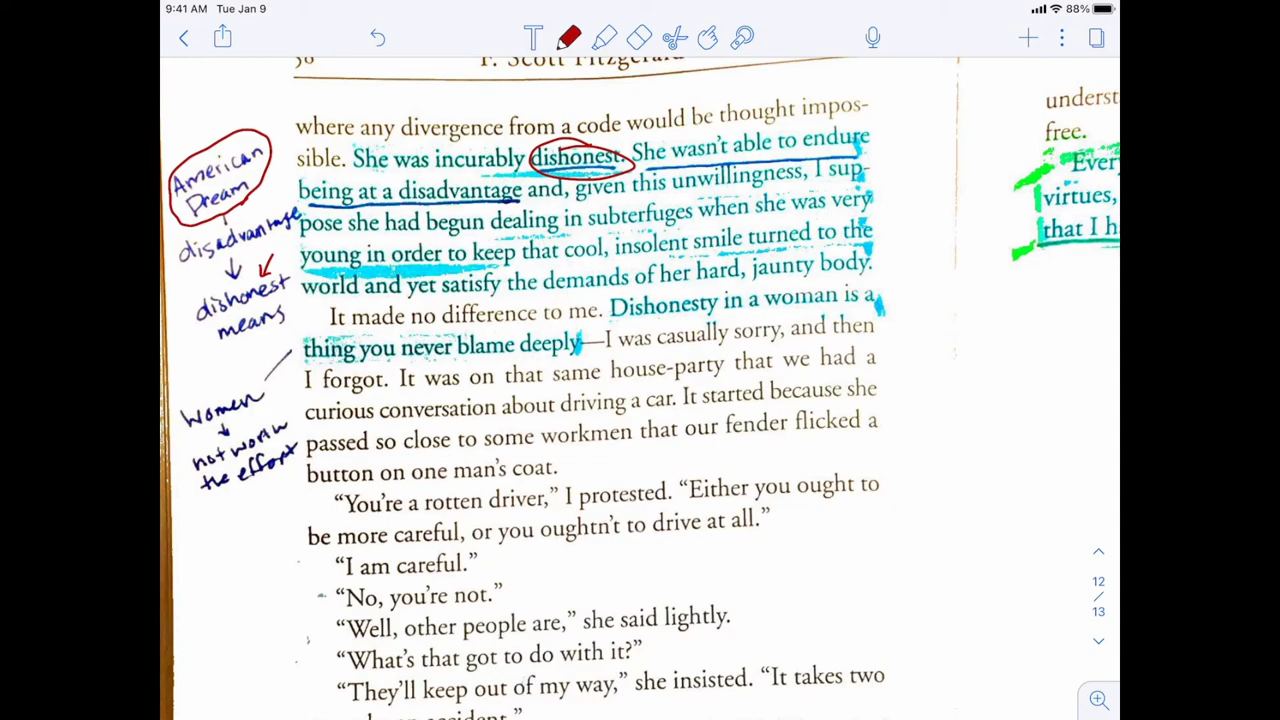 9:41 AM Tue Jan 9
88%
T
58 F. Scott Fitzgerald
where any divergence from a code would be thought impos-
sible. She was incurably dishonest. She wasn't able to endure
being at a disadvantage and, given this unwillingness, I sup-
pose she had begun dealing in subterfuges when she was very
young in order to keep that cool, insolent smile turned to the
world and yet satisfy the demands of her hard, jaunty body.
It made no difference to me. Dishonesty in a woman is a
thing you never blame deeply—I was casually sorry, and then
I forgot. It was on that same house-party that we had a
curious conversation about driving a car. It started because she
passed so close to some workmen that our fender flicked a
button on one man's coat.
"You're a rotten driver," I protested. "Either you ought to
be more careful, or you oughtn't to drive at all."
"I am careful."
"No, you're not."
"Well, other people are," she said lightly.
"What's that got to do with it?"
"They'll keep out of my way," she insisted. "It takes two
American
Dream
disadvantage
dishonest
means
women
not worth
the effort
underst
free.
Every
virtues,
that I h
12
/
13